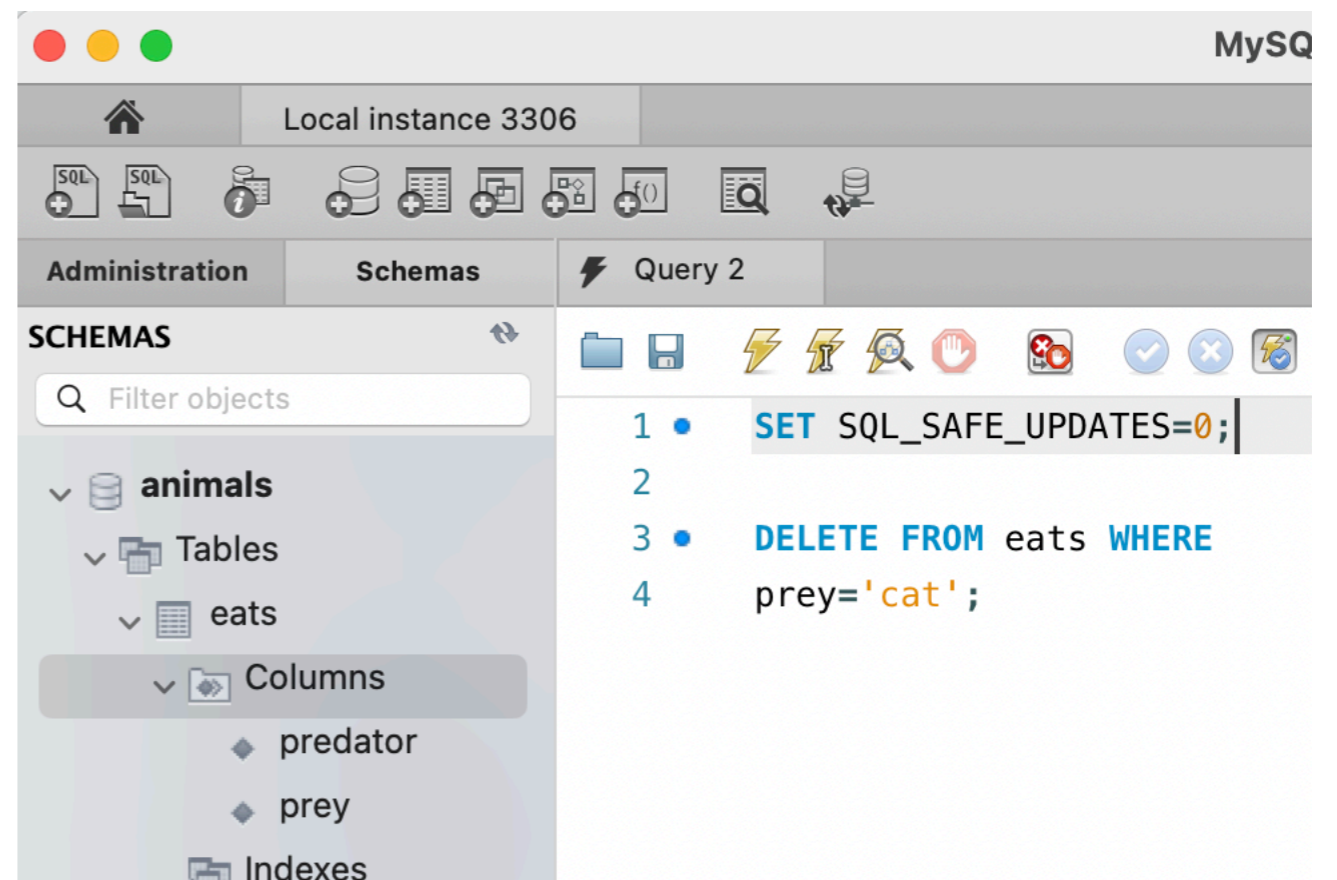 MySQ
Local instance 3306
SQL SQL i f()
Administration Schemas Query 2
SCHEMAS
Filter objects
1 SET SQL_SAFE_UPDATES=0;
2
3 DELETE FROM eats WHERE
4 prey='cat';
animals
Tables
eats
Columns
predator
prey
Indexes